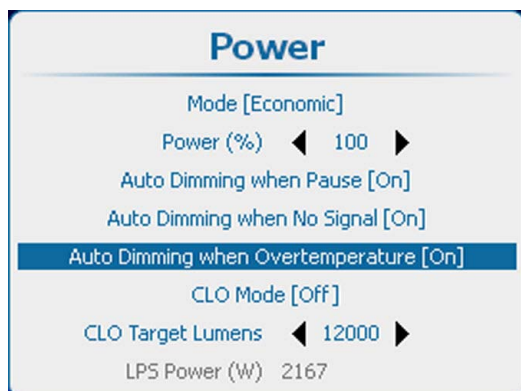 Power
Mode [Economic]
Power (%) 100
Auto Dimming when Pause [On]
Auto Dimming when No Signal [On]
Auto Dimming when Overtemperature [On]
CLO Mode [Off]
CLO Target Lumens 12000
LPS Power (W) 2167